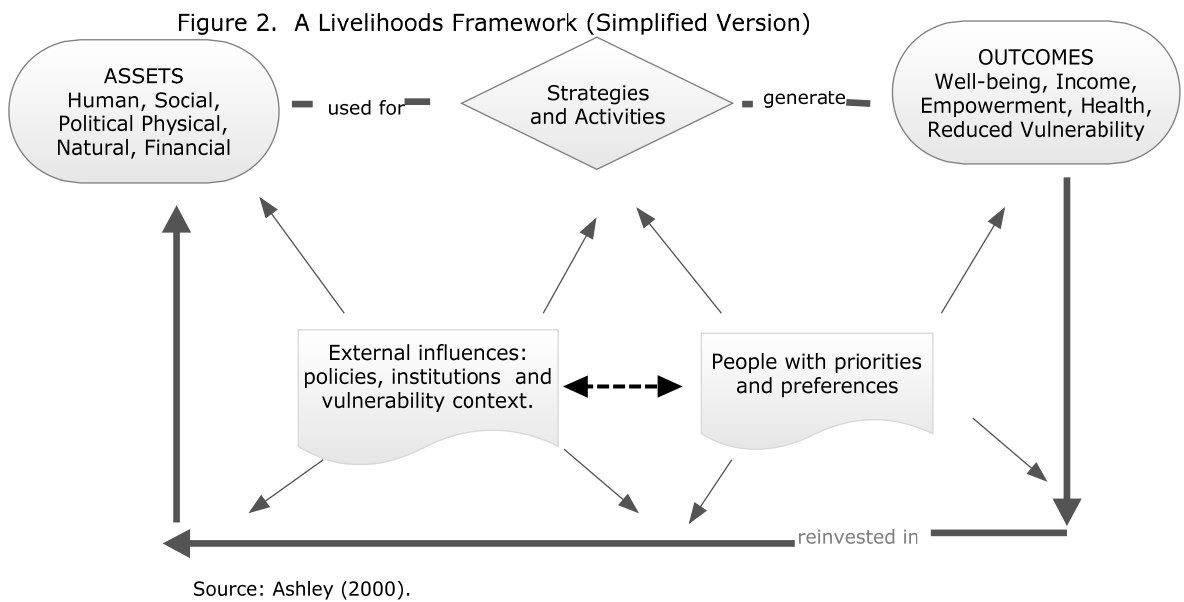 Figure 2.  A Livelihoods Framework (Simplified Version)
ASSETS
Human, Social,
Political Physical,
Natural, Financial
used for
Strategies
and Activities
generate
OUTCOMES
Well-being, Income,
Empowerment, Health,
Reduced Vulnerability
External influences:
policies, institutions  and
vulnerability context.
People with priorities
and preferences
reinvested in
Source: Ashley (2000).